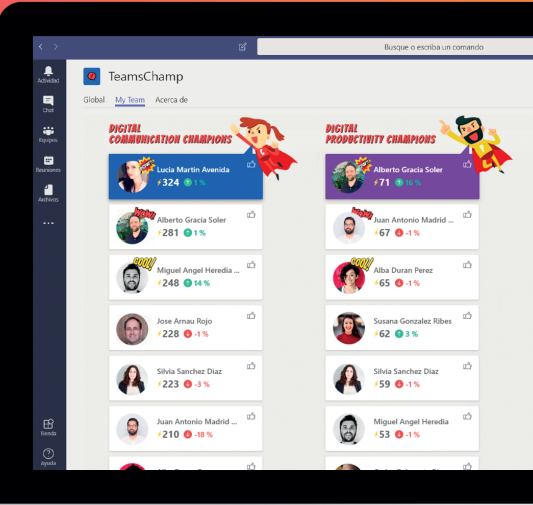 Busque o escriba un comando
Actividad
Chat
Equipos
Reuniones
Archivos
Tienda
Ayuda
TeamsChamp
Global My Team Acerca de
DIGITAL
COMMUNICATION CHAMPIONS
Lucia Martin Avenida
324 1 %
WOW!
Alberto Gracia Soler
281 1 %
COOL!
Miguel Angel Heredia ...
248 14 %
Jose Arnau Rojo
228 -1 %
Silvia Sanchez Diaz
223 -3 %
Juan Antonio Madrid ...
210 -18 %
DIGITAL
PRODUCTIVITY CHAMPIONS
Alberto Gracia Soler
71 16 %
WOW!
Juan Antonio Madrid ...
67 -1 %
COOL!
Alba Duran Perez
65 -1 %
Susana Gonzalez Ribes
62 3 %
Silvia Sanchez Diaz
59 -1 %
Miguel Angel Heredia
53 -1 %